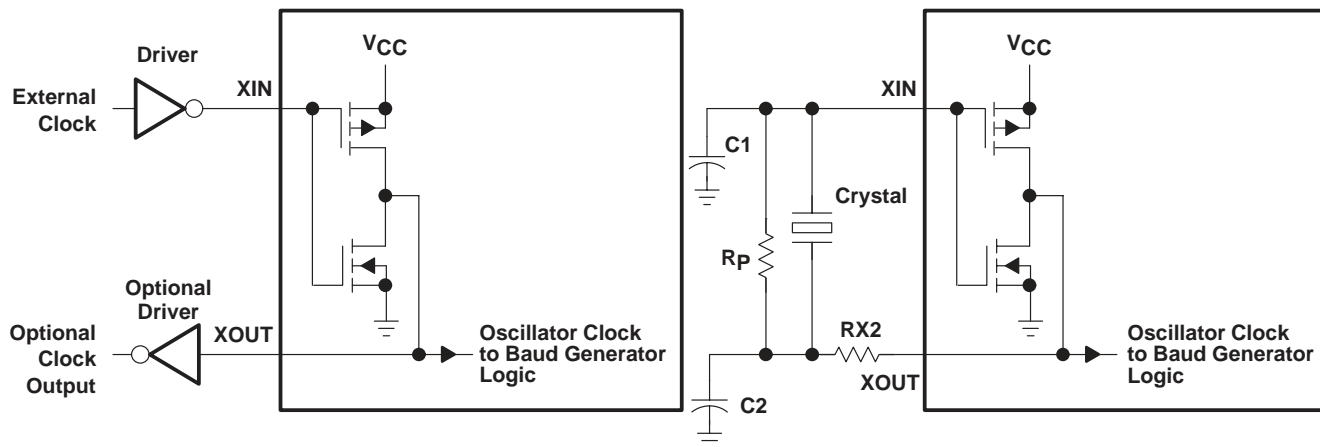 Driver
External
Clock
XIN
VCC
Optional
Driver
Optional
Clock
Output
XOUT
Oscillator Clock
to Baud Generator
Logic
C1
RP
Crystal
C2
RX2
XIN
XOUT
VCC
Oscillator Clock
to Baud Generator
Logic